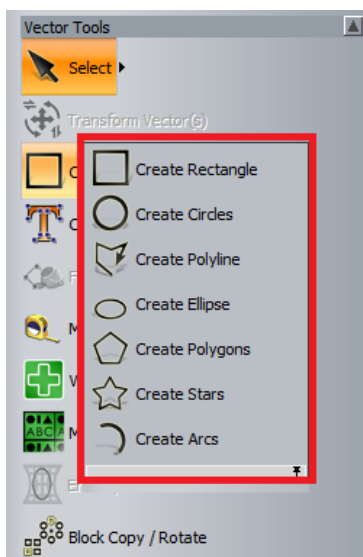 Vector Tools
Select
Transform Vector(s)
Create Rectangle
Create Circles
Create Polyline
Create Ellipse
Create Polygons
Create Stars
Create Arcs
Block Copy / Rotate